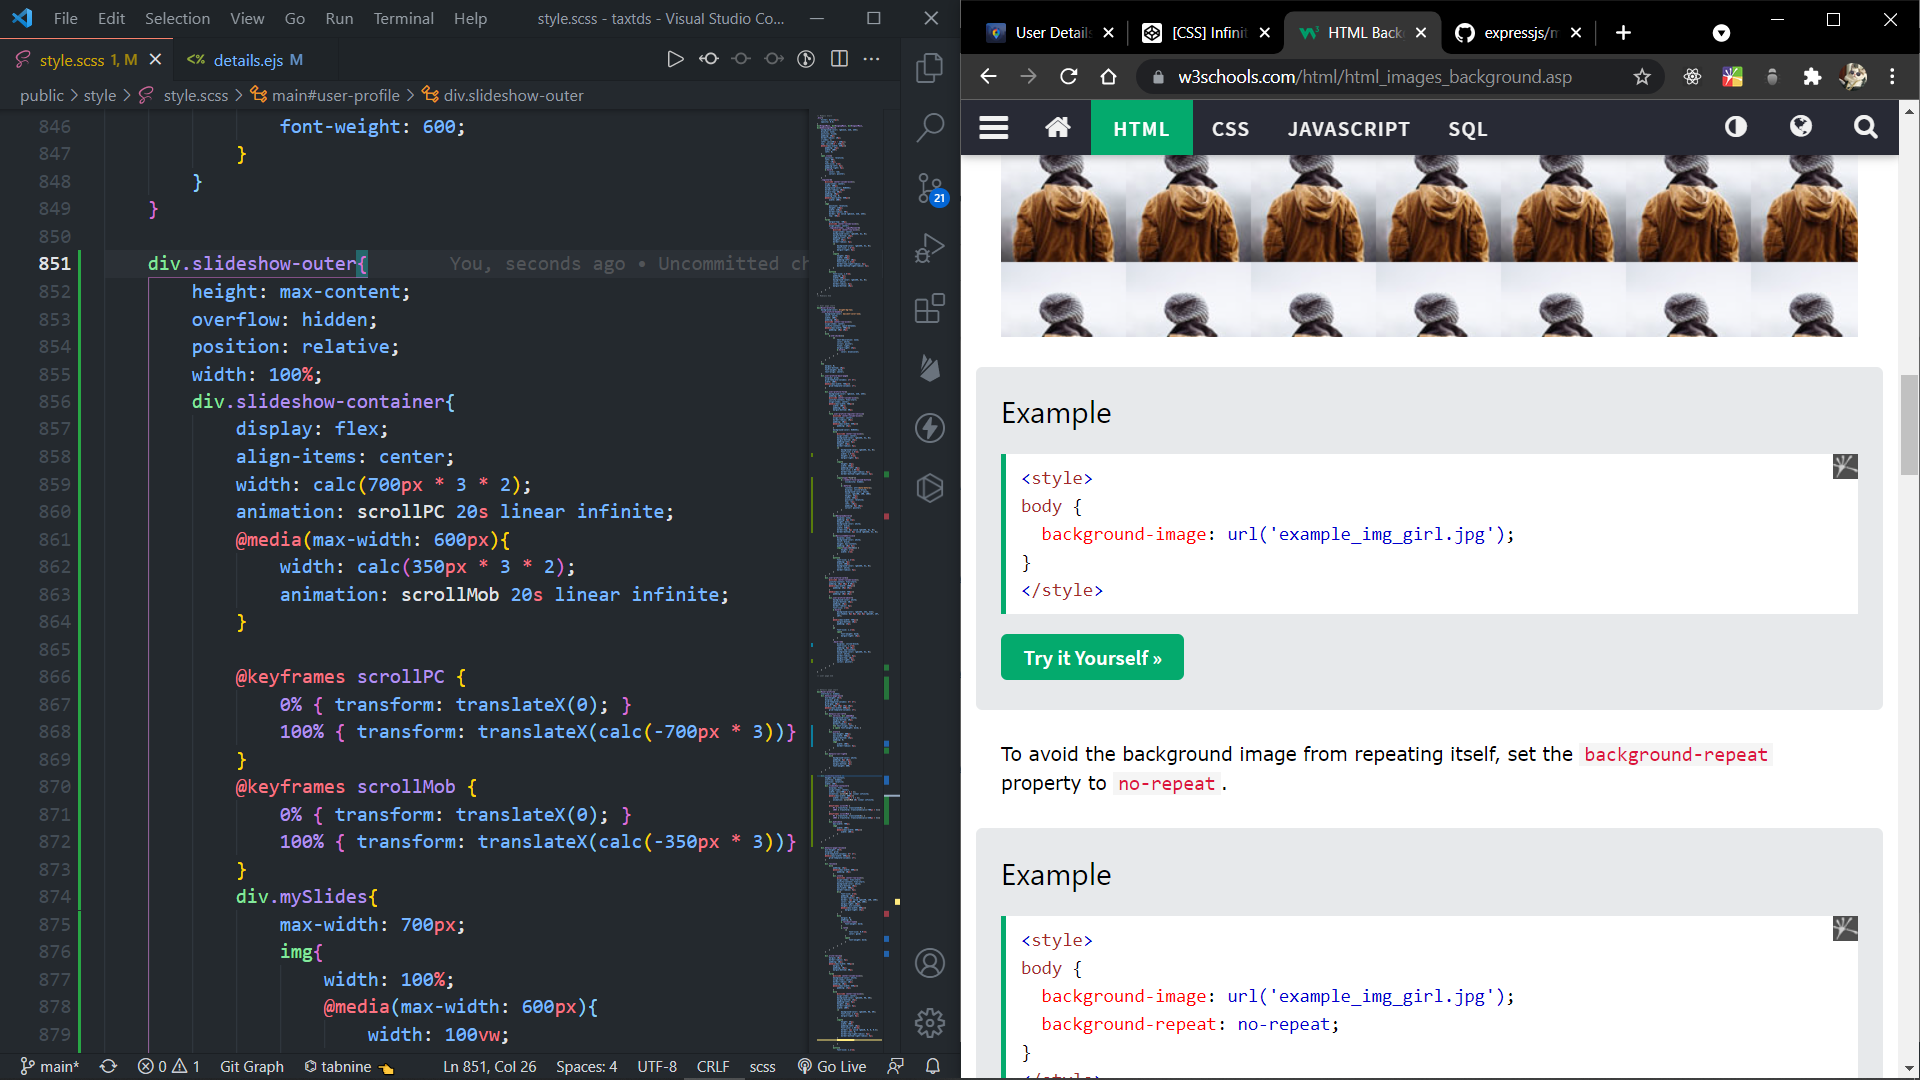 File Edit Selection View Go Run Terminal Help
style.scss - taxtds - Visual Studio Co...
style.scss 1, M
<%= details.ejs M
public > style > style.scss > main#user-profile > div.slideshow-outer
846 font-weight: 600;
847 }
848 }
849 }
850
851 div.slideshow-outer{ You, seconds ago • Uncommitted ch
852 height: max-content;
853 overflow: hidden;
854 position: relative;
855 width: 100%;
856 div.slideshow-container{
857 display: flex;
858 align-items: center;
859 width: calc(700px * 3 * 2);
860 animation: scrollPC 20s linear infinite;
861 @media(max-width: 600px){
862 width: calc(350px * 3 * 2);
863 animation: scrollMob 20s linear infinite;
864 }
865
866 @keyframes scrollPC {
867 0% { transform: translateX(0); }
868 100% { transform: translateX(calc(-700px * 3))}
869 }
870 @keyframes scrollMob {
871 0% { transform: translateX(0); }
872 100% { transform: translateX(calc(-350px * 3))}
873 }
874 div.mySlides{
875 max-width: 700px;
876 img{
877 width: 100%;
878 @media(max-width: 600px){
879 width: 100vw;
21
main* 0 1 Git Graph tabnine Ln 851, Col 26 Spaces: 4 UTF-8 CRLF scss Go Live
User Details
[CSS] Infinit
HTML Back
expressjs/m
w3schools.com/html/html_images_background.asp
HTML CSS JAVASCRIPT SQL
Example
<style>
body {
background-image: url('example_img_girl.jpg');
}
</style>
Try it Yourself »
To avoid the background image from repeating itself, set the background-repeat
property to no-repeat.
Example
<style>
body {
background-image: url('example_img_girl.jpg');
background-repeat: no-repeat;
}
</style>